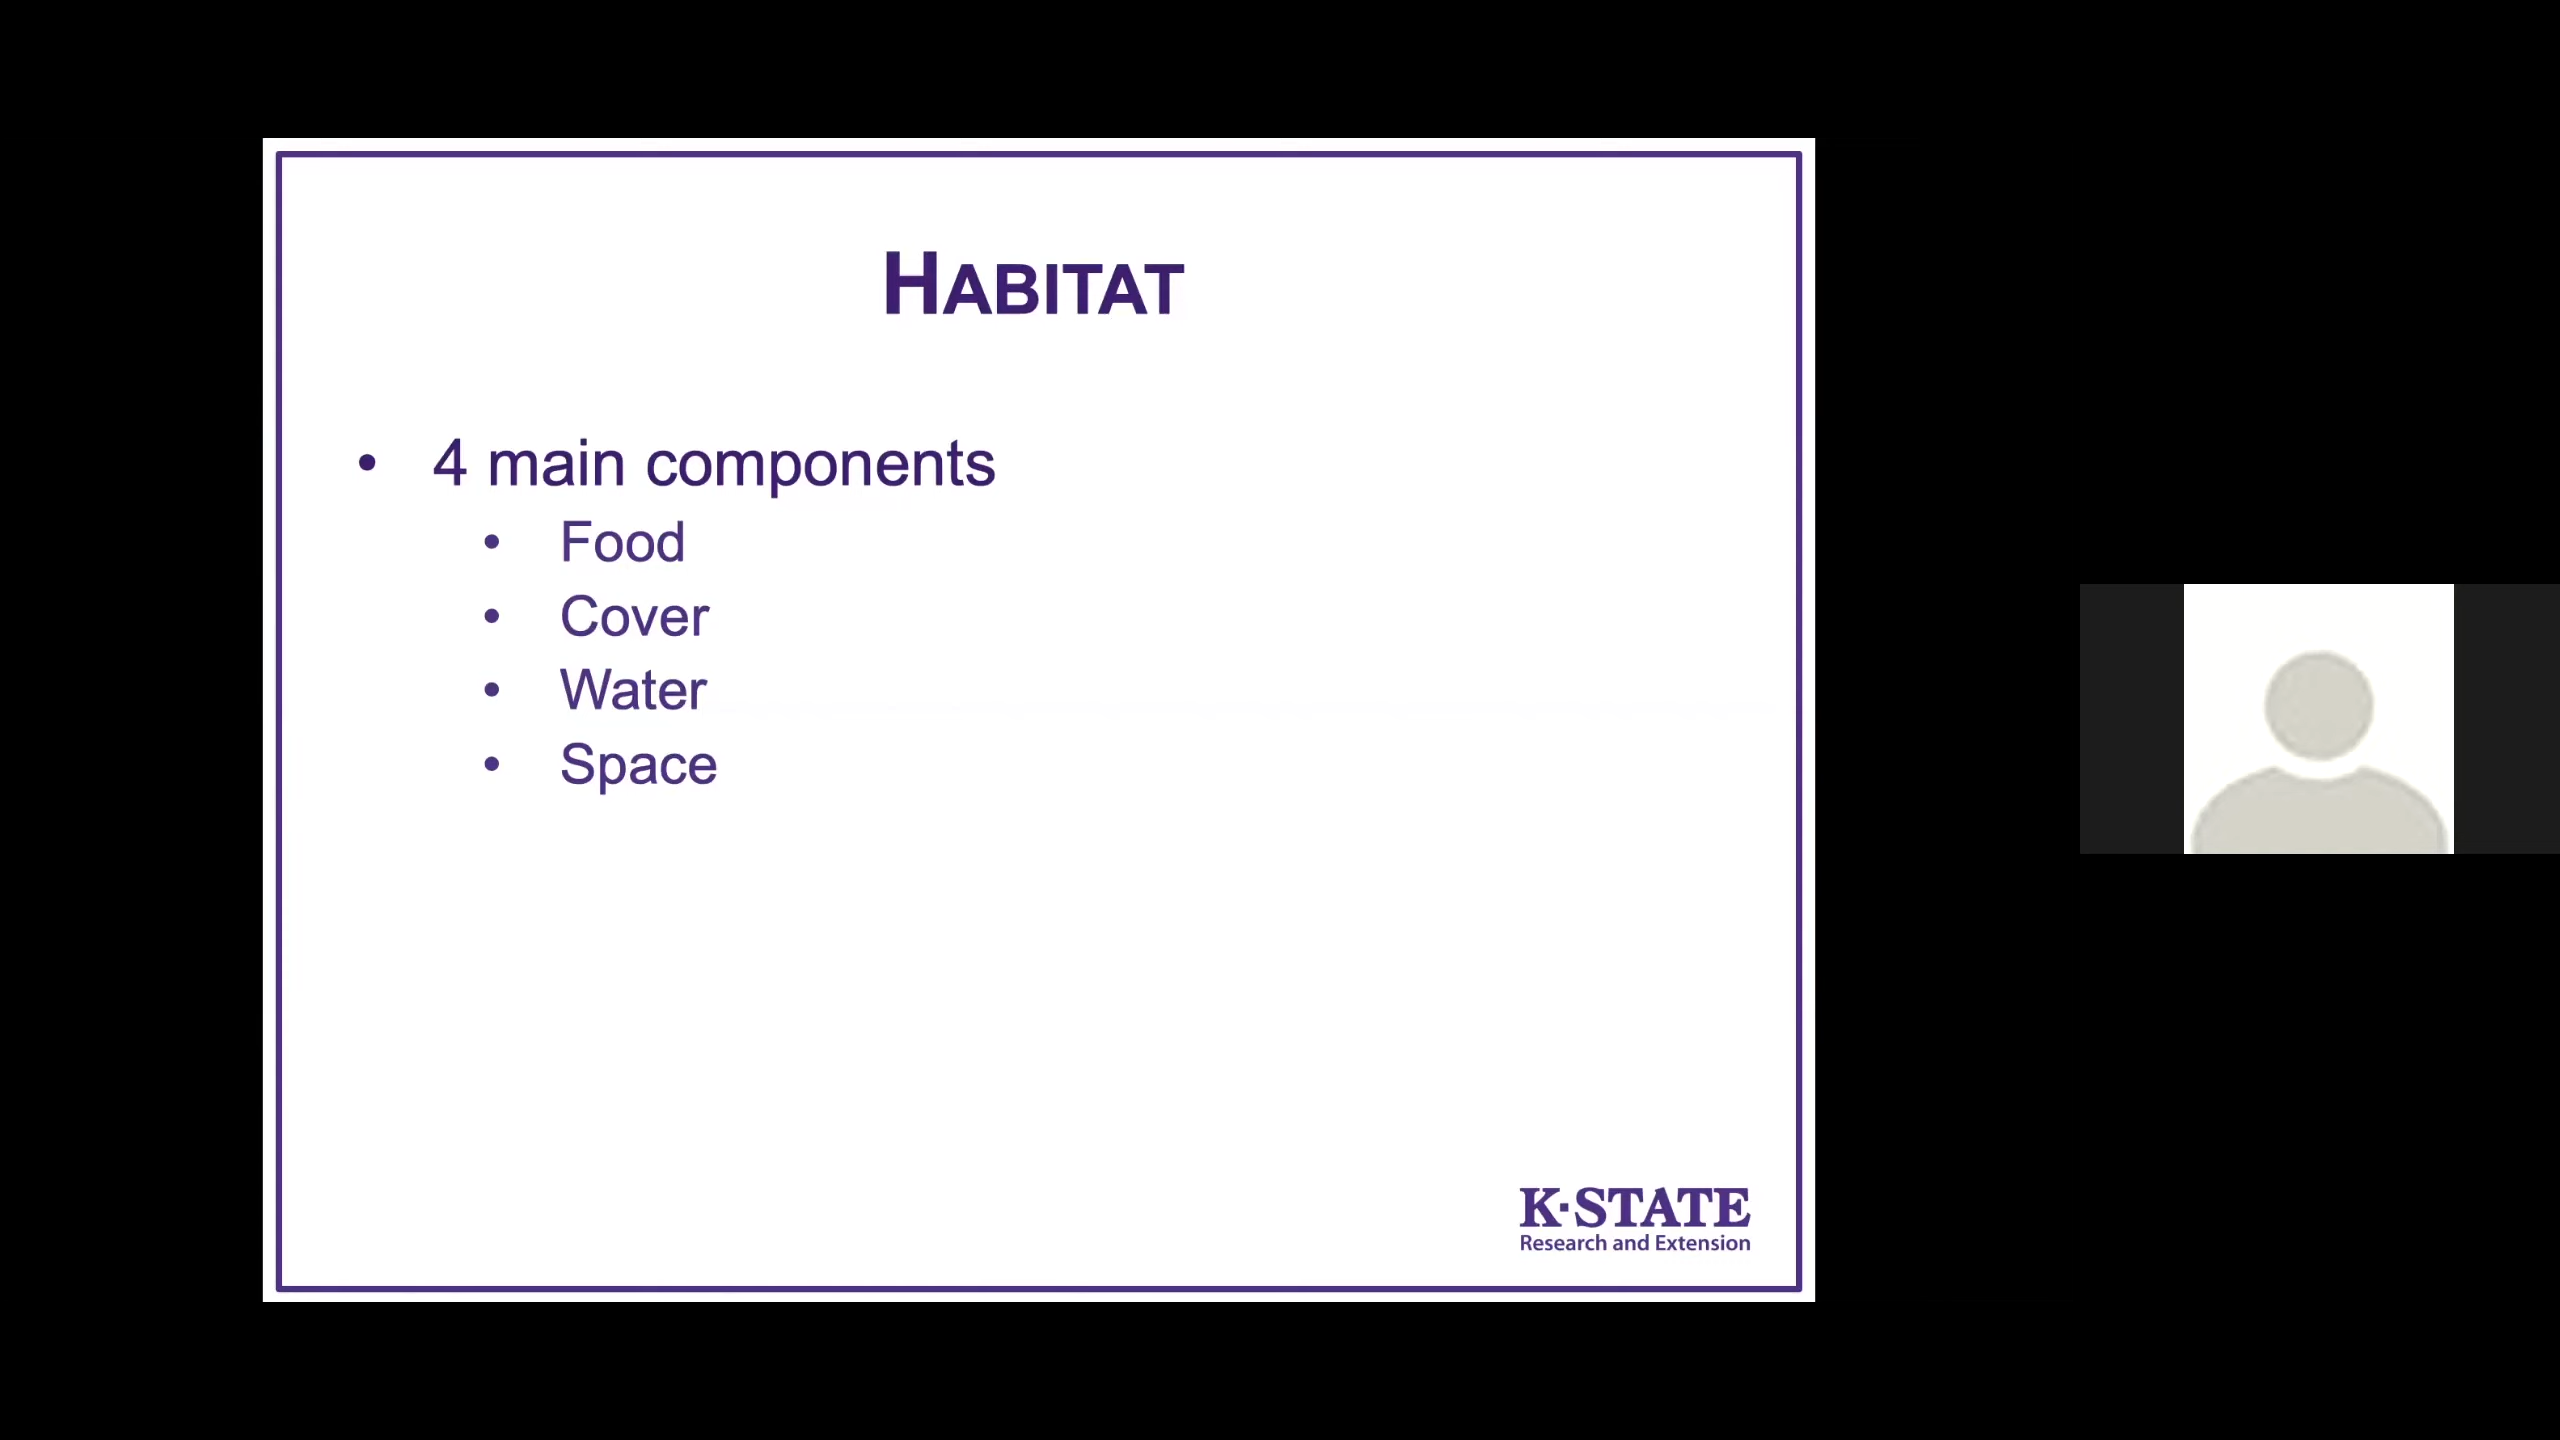 HABITAT
• 4 main components
• Food
• Cover
• Water
• Space
K·STATE
Research and Extension